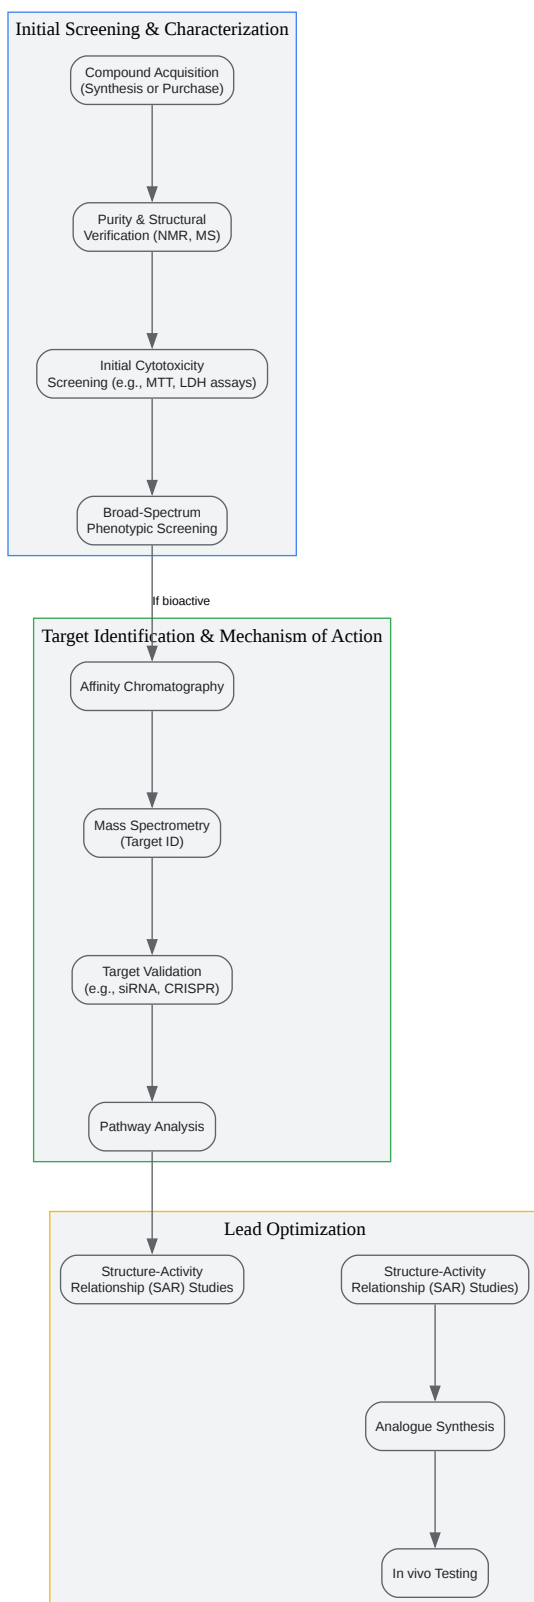 Initial Screening & Characterization
Compound Acquisition
(Synthesis or Purchase)
Purity & Structural
Verification (NMR, MS)
Initial Cytotoxicity
Screening (e.g., MTT, LDH assays)
Broad-Spectrum
Phenotypic Screening
If bioactive
Target Identification & Mechanism of Action
Affinity Chromatography
Mass Spectrometry
(Target ID)
Target Validation
(e.g., siRNA, CRISPR)
Pathway Analysis
Lead Optimization
Structure-Activity
Relationship (SAR) Studies
Structure-Activity
Relationship (SAR) Studies)
Analogue Synthesis
In vivo Testing